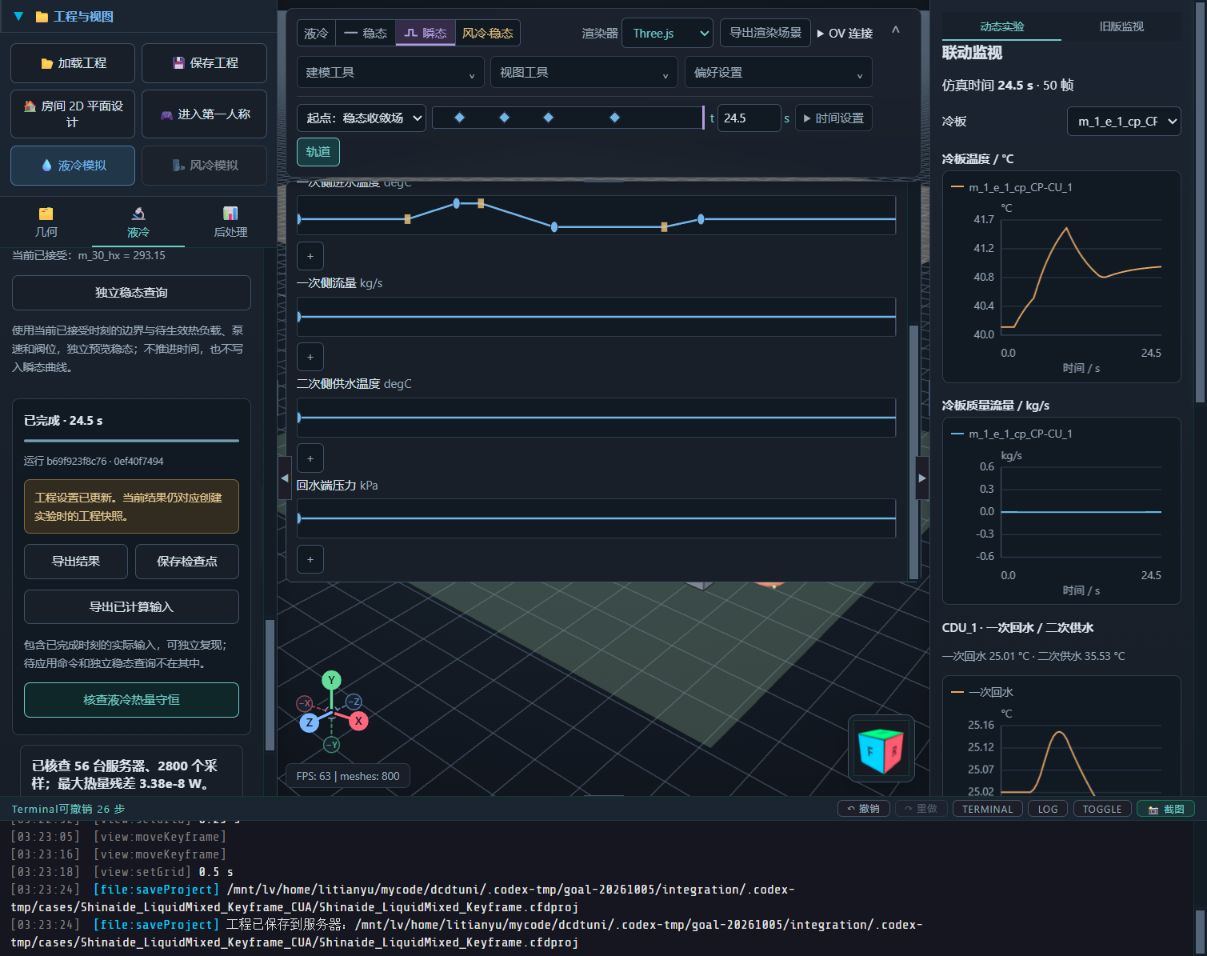 ▼ 📁 工程与视图
加载工程
保存工程
房间 2D 平面设计
进入第一人称
液冷模拟
风冷模拟
几何
液冷
后处理
当前已接受：m_30_hx = 293.15
独立稳态查询
使用当前已接受时刻的边界与待生效热负载、泵
速和阀位，独立预览稳态；不推进时间，也不写
入瞬态曲线。
已完成 · 24.5 s
运行 b69f923f8c76 · 0ef40f7494
工程设置已更新。当前结果仍对应创建
实验时的工程快照。
导出结果
保存检查点
导出已计算输入
包含已完成时刻的实际输入，可独立复现；
待应用命令和独立稳态查询不在其中。
核查液冷热量守恒
已核查 56 台服务器、2800 个采
样；最大热量残差 3.38e-8 W。
液冷
稳态
瞬态
风冷·稳态
渲染器
Three.js
导出渲染场景
▶ OV 连接
建模工具
视图工具
偏好设置
起点：稳态收敛场
t
24.5
s
▶ 时间设置
轨道
一次侧进水温度 degC
+
一次侧流量 kg/s
+
二次侧供水温度 degC
+
回水端压力 kPa
+
Y
-X
-Z
Z
X
-Y
FPS: 63 | meshes: 800
动态实验
旧版监视
联动监视
仿真时间 24.5 s · 50 帧
冷板
m_1_e_1_cp_CF
冷板温度 / °C
m_1_e_1_cp_CP-CU_1
°C
41.7
41.2
40.8
40.4
40.0
0.0
24.5
时间 / s
冷板质量流量 / kg/s
m_1_e_1_cp_CP-CU_1
kg/s
0.6
0.3
0.0
-0.3
-0.6
0.0
24.5
时间 / s
CDU_1 · 一次回水 / 二次供水
一次回水 25.01 °C · 二次供水 35.53 °C
一次回水
°C
25.16
25.12
25.07
25.02
Terminal可撤销 26 步
↶ 撤销
↷ 重做
TERMINAL
LOG
TOGGLE
截图
[03:23:05] [view:moveKeyframe]
[03:23:16] [view:moveKeyframe]
[03:23:18] [view:setGrid] 0.5 s
[03:23:24] [file:saveProject] /mnt/lv/home/litianyu/mycode/dcdtuni/.codex-tmp/goal-20261005/integration/.codex-
tmp/cases/Shinaide_LiquidMixed_Keyframe_CUA/Shinaide_LiquidMixed_Keyframe.cfdproj
[03:23:24] [file:saveProject] 工程已保存到服务器：/mnt/lv/home/litianyu/mycode/dcdtuni/.codex-tmp/goal-20261005/integration/.codex-
tmp/cases/Shinaide_LiquidMixed_Keyframe_CUA/Shinaide_LiquidMixed_Keyframe.cfdproj